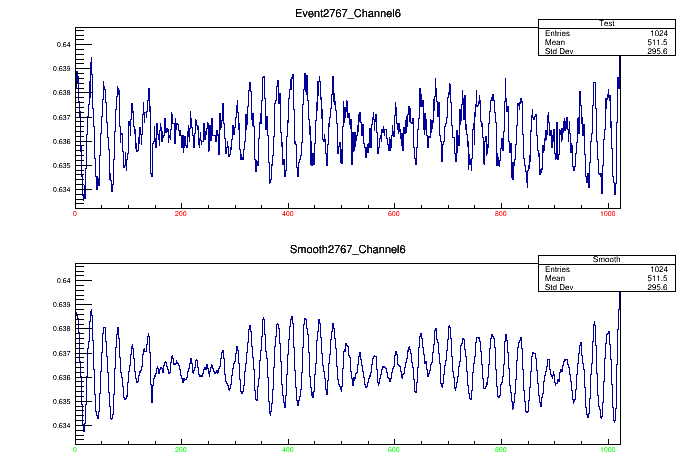 Event2767_Channel6
Test
Entries 1024
Mean 511.5
Std Dev 295.6
0.64
0.639
0.638
0.637
0.636
0.635
0.634
0 200 400 600 800 1000
Smooth2767_Channel6
Smooth
Entries 1024
Mean 511.5
Std Dev 295.6
0.64
0.639
0.638
0.637
0.636
0.635
0.634
0 200 400 600 800 1000